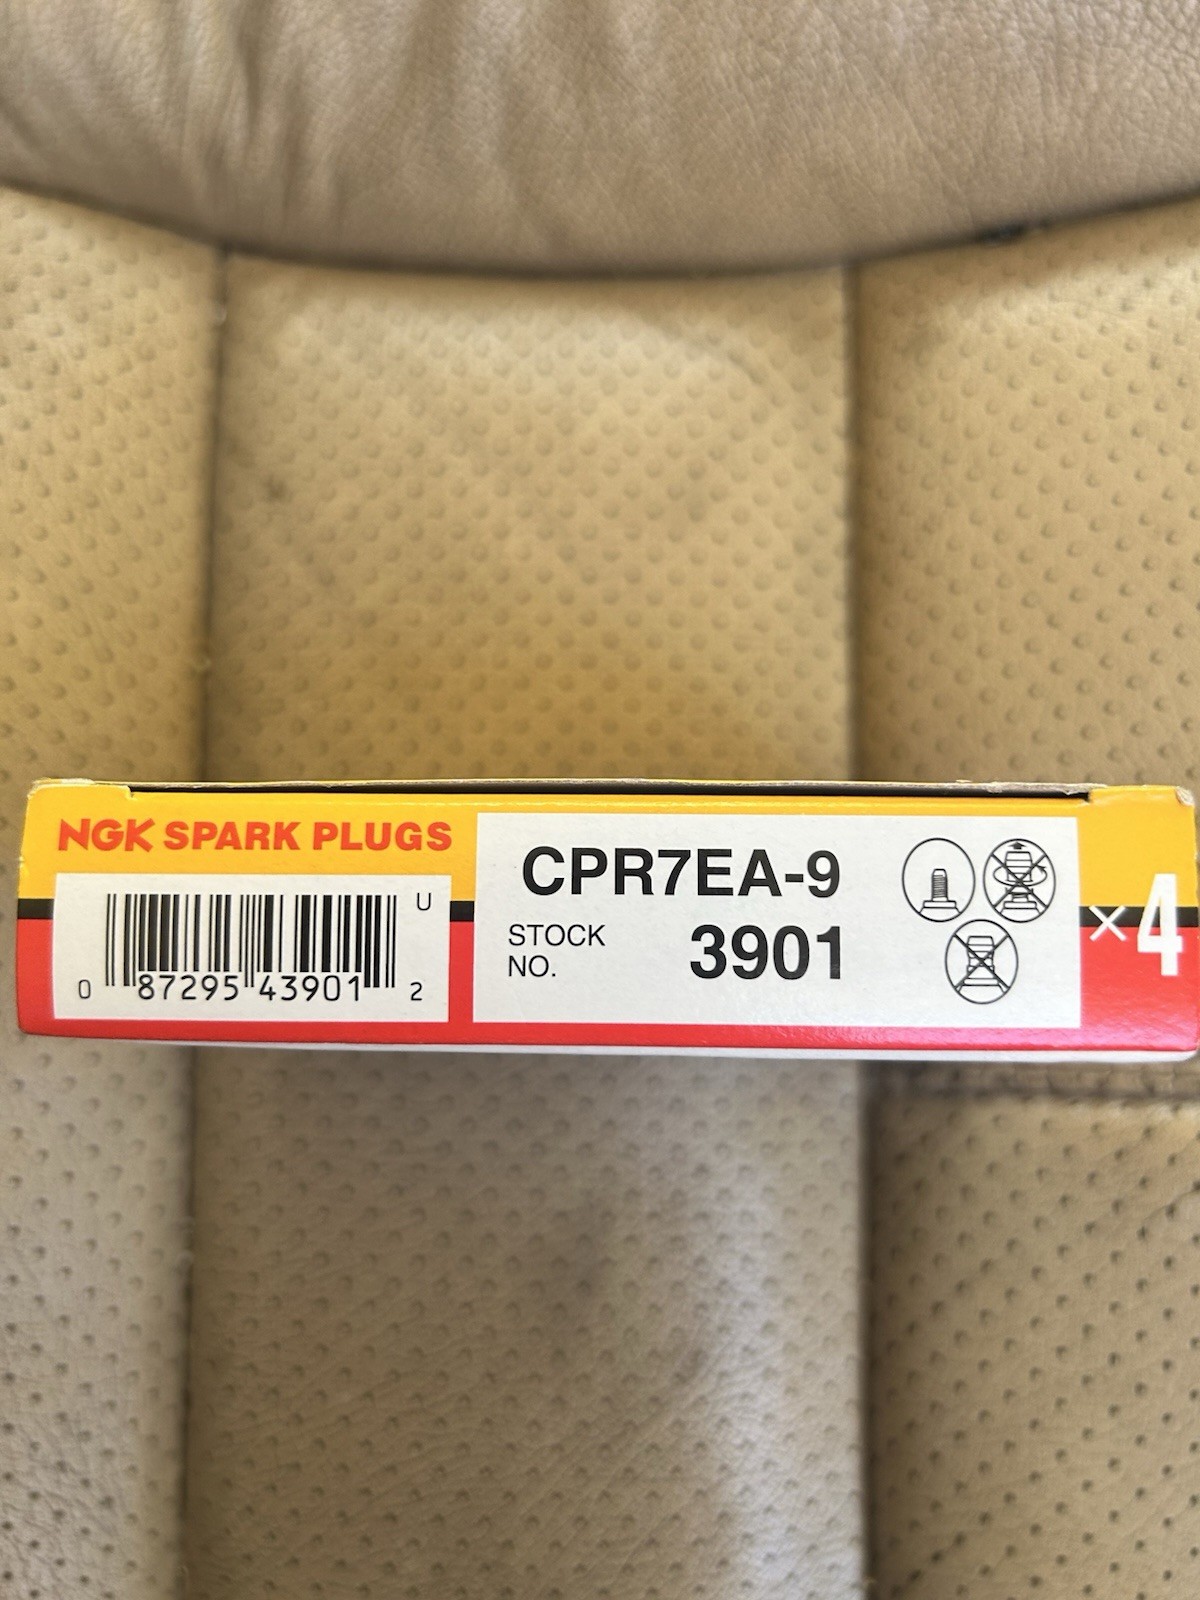 NGK SPARK PLUGS
U
0 87295 43901 2
CPR7EA-9
STOCK NO. 3901
×4